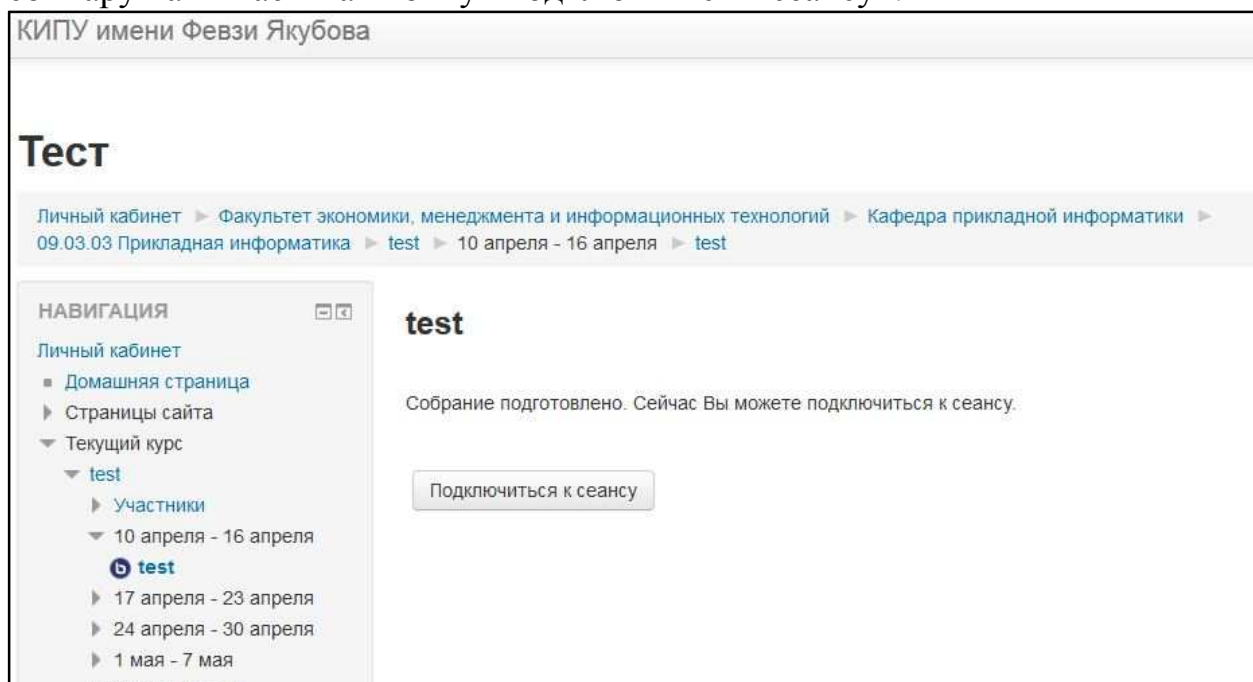 КИПУ имени Февзи Якубова
Тест
Личный кабинет ► Факультет экономики, менеджмента и информационных технологий ► Кафедра прикладной информатики ►
09.03.03 Прикладная информатика ► test ► 10 апреля - 16 апреля ► test
НАВИГАЦИЯ
Личный кабинет
Домашняя страница
Страницы сайта
Текущий курс
test
Участники
10 апреля - 16 апреля
test
17 апреля - 23 апреля
24 апреля - 30 апреля
1 мая - 7 мая
test
Собрание подготовлено. Сейчас Вы можете подключиться к сеансу.
Подключиться к сеансу